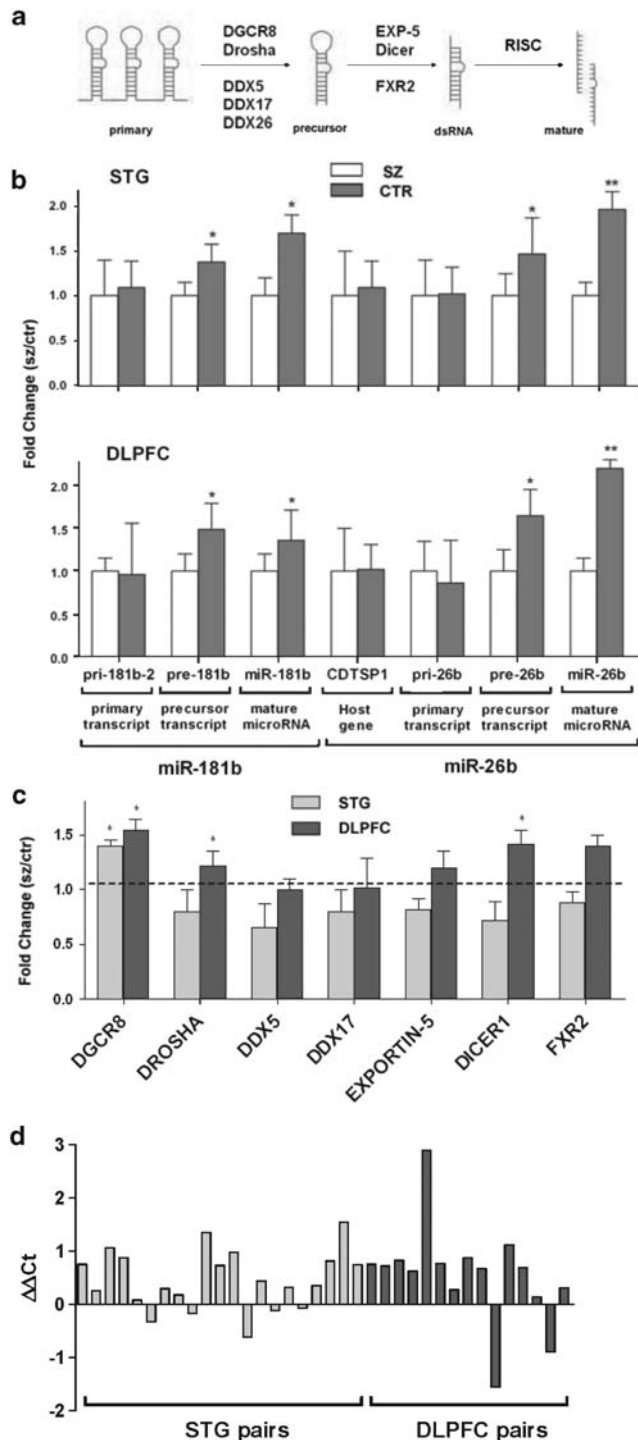 a
DGCR8
Drosha
DDX5
DDX17
DDX26
EXP-5
Dicer
FXR2
RISC
primary
precursor
dsRNA
mature
b
STG
SZ
CTR
2.0
1.5
1.0
0.5
0.0
*
*
*
**
Fold Change (sz/ctr)
DLPFC
2.0
1.5
1.0
0.5
0.0
*
*
*
**
pri-181b-2 pre-181b miR-181b CDTSP1 pri-26b pre-26b miR-26b
primary transcript
precursor transcript
mature microRNA
Host gene
primary transcript
precursor transcript
mature microRNA
miR-181b
miR-26b
c
STG
DLPFC
Fold Change (sz/ctr)
1.5
1.0
0.5
0.0
*
*
*
*
DGCR8
DROSHA
DDX5
DDX17
EXPORTIN-5
DICER1
FXR2
d
ΔΔCt
3
2
1
0
-1
-2
STG pairs
DLPFC pairs